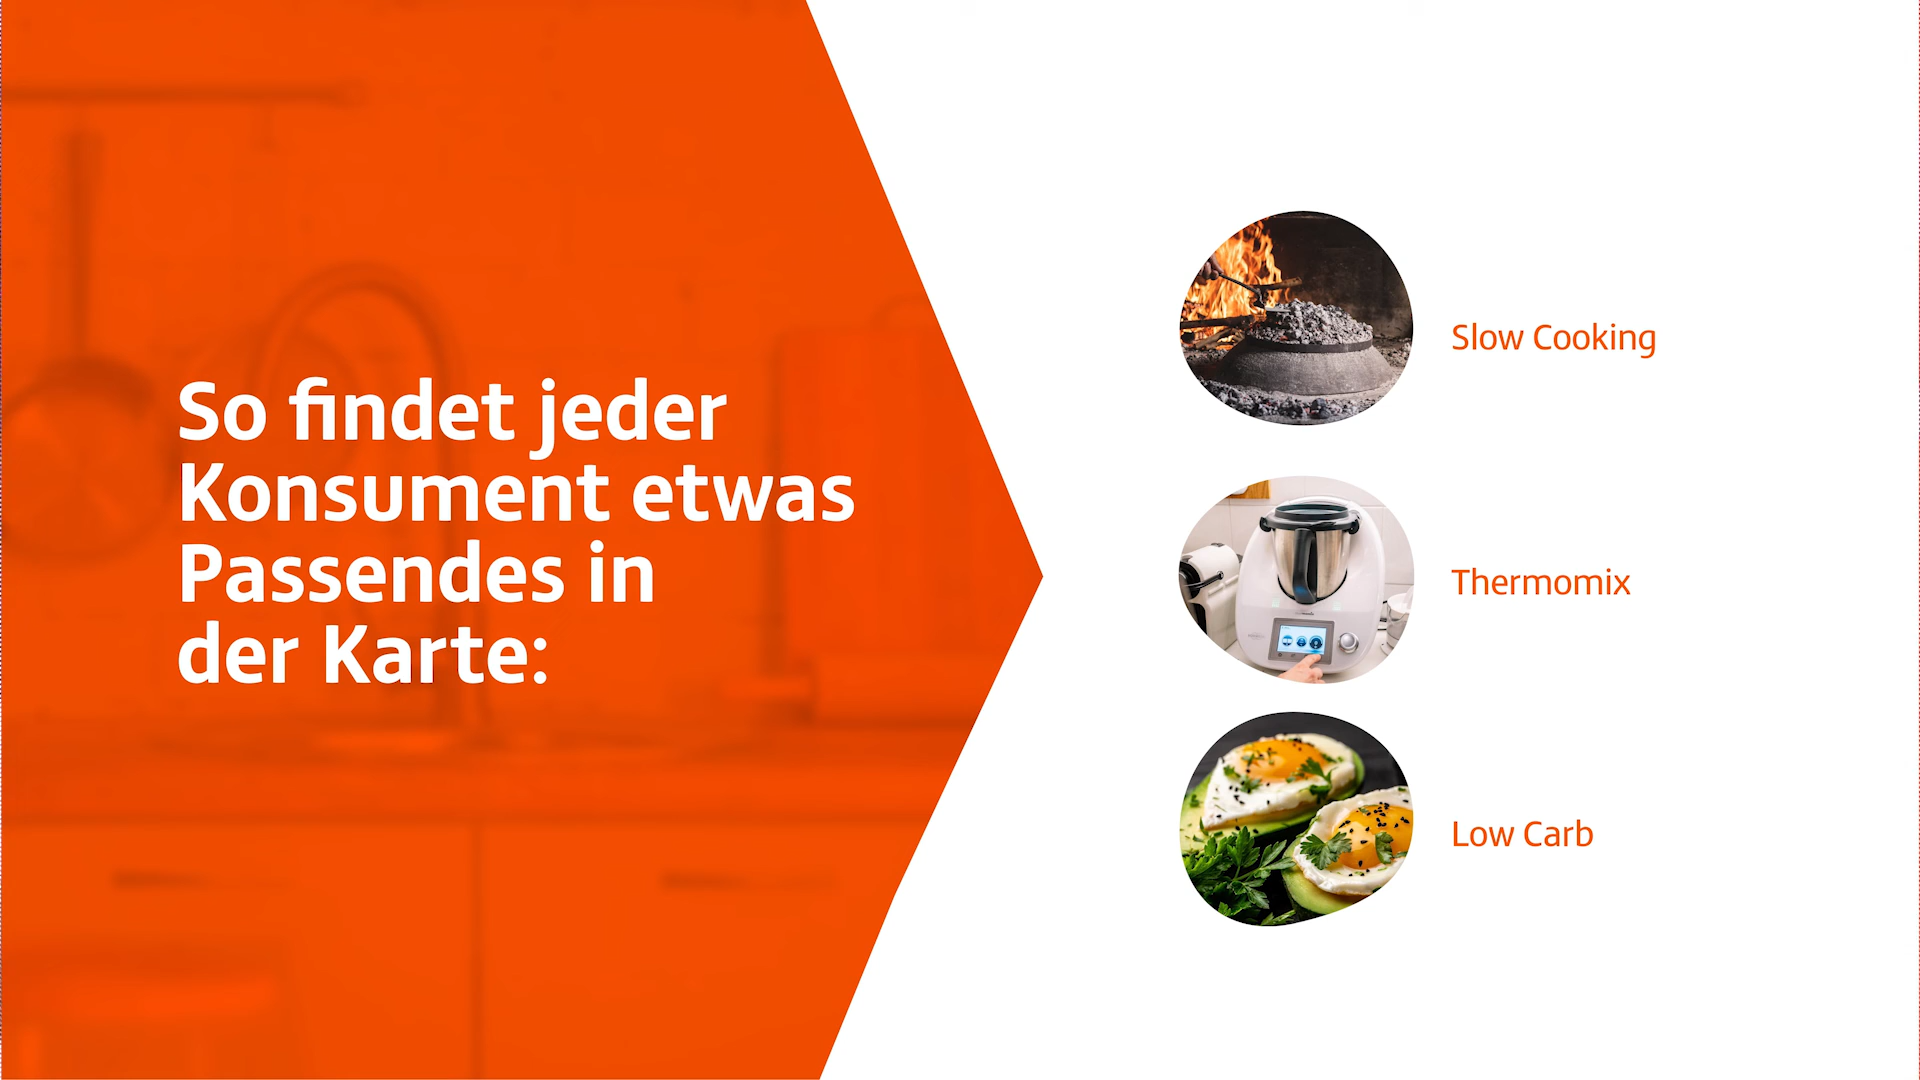 So findet jeder
Konsument etwas
Passendes in
der Karte:
Slow Cooking
Thermomix
Low Carb